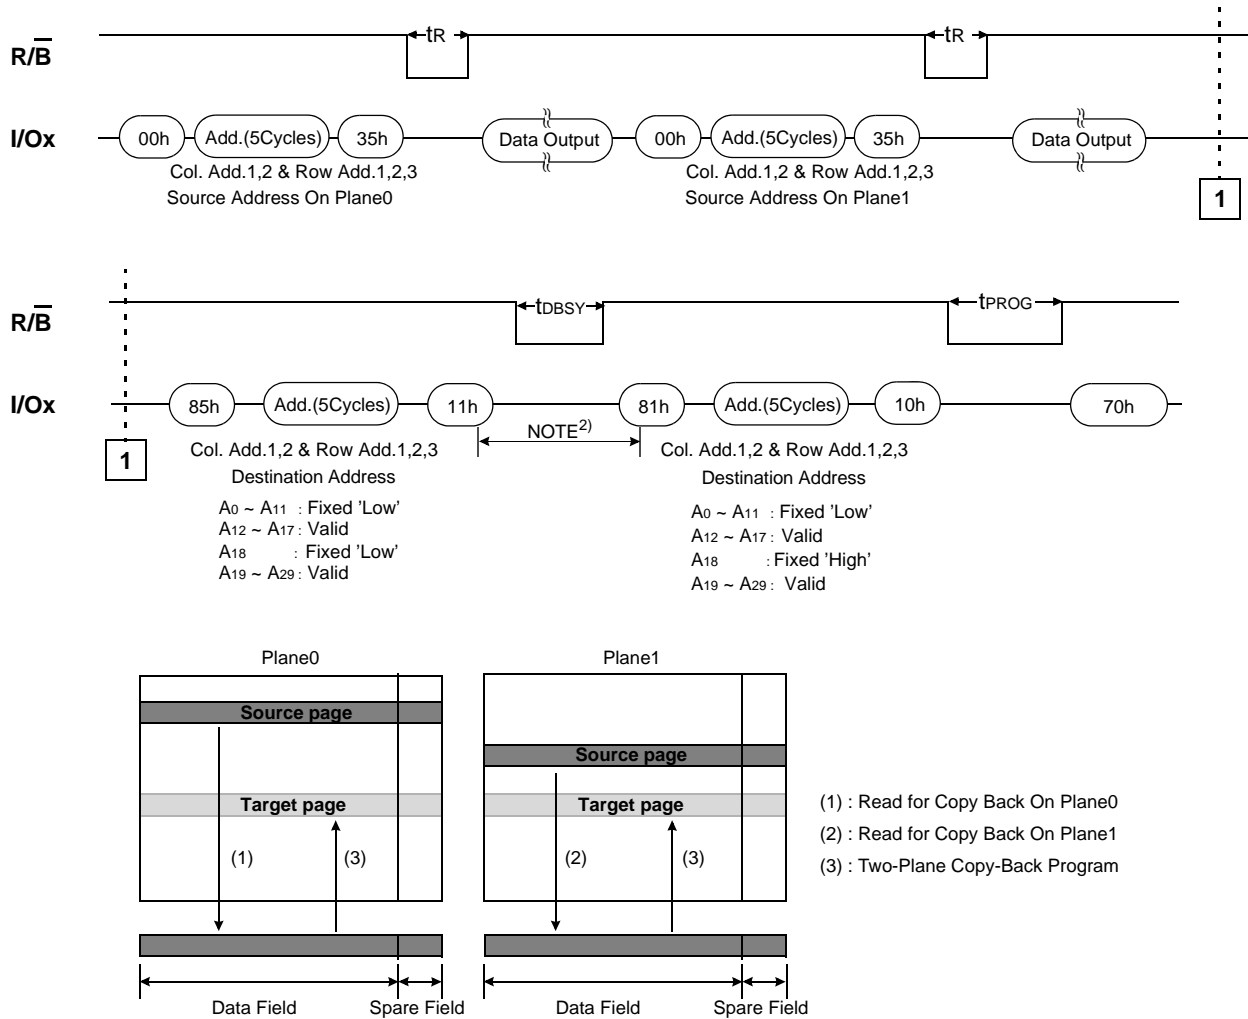 R/B tR tR
I/Ox 00h Add.(5Cycles) 35h Data Output 00h Add.(5Cycles) 35h Data Output
Col. Add.1,2 & Row Add.1,2,3 Col. Add.1,2 & Row Add.1,2,3
Source Address On Plane0 Source Address On Plane1 1
R/B tDBSY tPROG
I/Ox 85h Add.(5Cycles) 11h 81h Add.(5Cycles) 10h 70h
NOTE2)
1 Col. Add.1,2 & Row Add.1,2,3 Col. Add.1,2 & Row Add.1,2,3
Destination Address Destination Address
A0 ~ A11 : Fixed 'Low' A0 ~ A11 : Fixed 'Low'
A12 ~ A17 : Valid A12 ~ A17 : Valid
A18 : Fixed 'Low' A18 : Fixed 'High'
A19 ~ A29 : Valid A19 ~ A29 : Valid
Plane0 Plane1
Source page
Source page
Target page Target page
(1) : Read for Copy Back On Plane0
(2) : Read for Copy Back On Plane1
(1) (3) (2) (3)
(3) : Two-Plane Copy-Back Program
Data Field Spare Field Data Field Spare Field